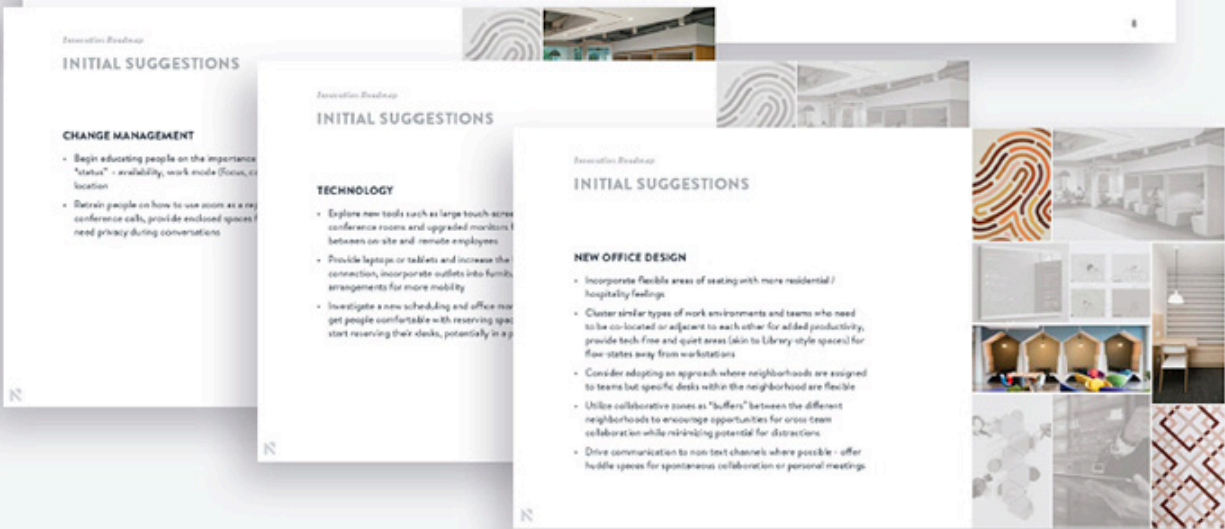 8
Innovation Roadmap
INITIAL SUGGESTIONS
CHANGE MANAGEMENT
• Begin educating people on the importance
"status" - availability, work mode (focus,
location
• Retrain people on how to use zoom as a
conference calls, provide enclosed spaces
need privacy during conversations
Innovation Roadmap
INITIAL SUGGESTIONS
TECHNOLOGY
• Explore new tools such as large touch-screen
conference rooms and upgraded monitors
between on-site and remote employees
• Provide laptops or tablets and increase the
connection, incorporate outlets into
arrangements for more mobility
• Investigate a new scheduling and office
get people comfortable with reserving
start reserving their desks, potentially in a
Innovation Roadmap
INITIAL SUGGESTIONS
NEW OFFICE DESIGN
• Incorporate flexible areas of seating with more residential /
hospitality feelings
• Cluster similar types of work environments and teams who need
to be co-located or adjacent to each other for added productivity,
provide tech-free and quiet areas (akin to Library-style spaces) for
flow-states away from workstations
• Consider adopting an approach where neighborhoods are assigned
to teams but specific desks within the neighborhood are flexible
• Utilize collaborative zones as "buffers" between the different
neighborhoods to encourage opportunities for cross-team
collaboration while minimizing potential for distractions
• Drive communication to non-text channels where possible - offer
huddle spaces for spontaneous collaboration or personal meetings